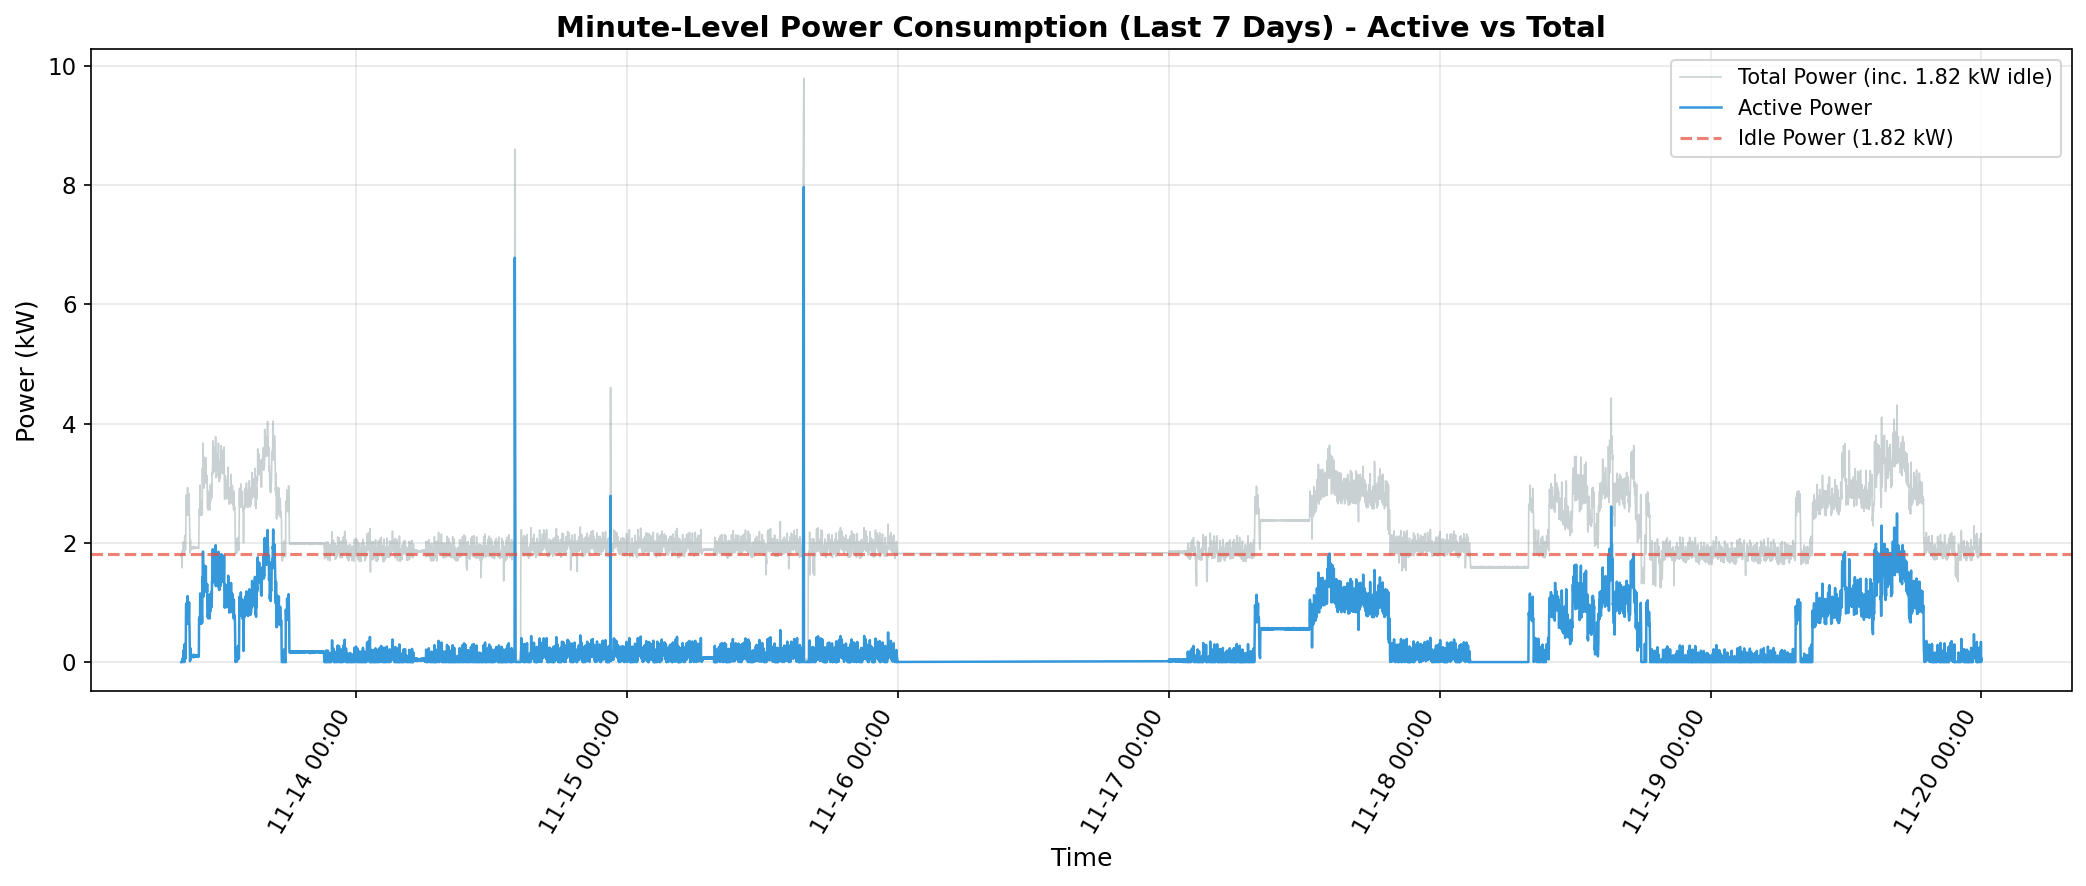 Minute-Level Power Consumption (Last 7 Days) - Active vs Total
Total Power (inc. 1.82 kW idle)
Active Power
Idle Power (1.82 kW)
Power (kW)
10
8
6
4
2
0
11-14 00:00
11-15 00:00
11-16 00:00
11-17 00:00
11-18 00:00
11-19 00:00
11-20 00:00
Time